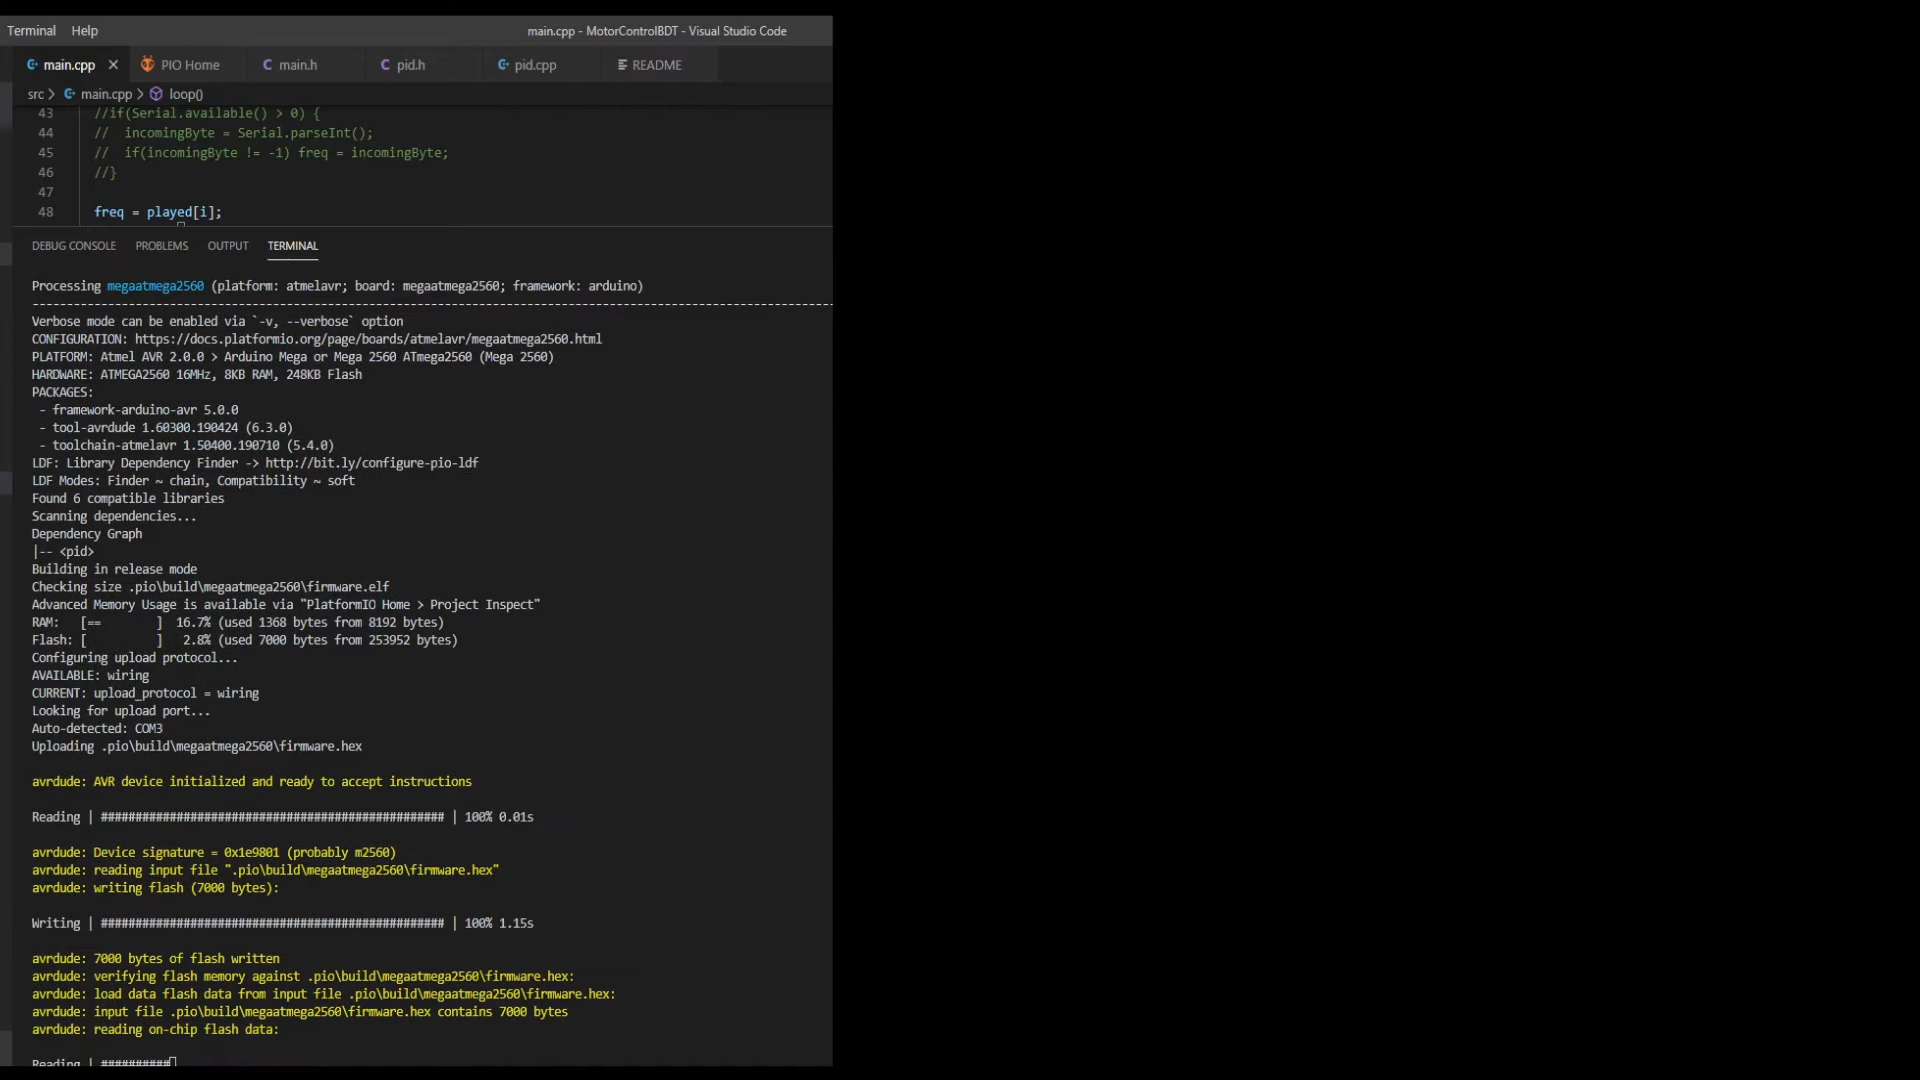 Terminal Help main.cpp - MotorControlBDT - Visual Studio Code
main.cpp PIO Home main.h pid.h pid.cpp README
src > main.cpp > loop()
43 //if(Serial.available() > 0) {
44 // incomingByte = Serial.parseInt();
45 // if(incomingByte != -1) freq = incomingByte;
46 //}
47
48 freq = played[i];
DEBUG CONSOLE PROBLEMS OUTPUT TERMINAL
Processing megaatmega2560 (platform: atmelavr; board: megaatmega2560; framework: arduino)
--------------------------------------------------------------------------------------------------------------------
Verbose mode can be enabled via `-v, --verbose` option
CONFIGURATION: https://docs.platformio.org/page/boards/atmelavr/megaatmega2560.html
PLATFORM: Atmel AVR 2.0.0 > Arduino Mega or Mega 2560 ATmega2560 (Mega 2560)
HARDWARE: ATMEGA2560 16MHz, 8KB RAM, 248KB Flash
PACKAGES:
- framework-arduino-avr 5.0.0
- tool-avrdude 1.60300.190424 (6.3.0)
- toolchain-atmelavr 1.50400.190710 (5.4.0)
LDF: Library Dependency Finder -> http://bit.ly/configure-pio-ldf
LDF Modes: Finder ~ chain, Compatibility ~ soft
Found 6 compatible libraries
Scanning dependencies...
Dependency Graph
|-- <pid>
Building in release mode
Checking size .pio\build\megaatmega2560\firmware.elf
Advanced Memory Usage is available via "PlatformIO Home > Project Inspect"
RAM:   [==        ]  16.7% (used 1368 bytes from 8192 bytes)
Flash: [          ]   2.8% (used 7000 bytes from 253952 bytes)
Configuring upload protocol...
AVAILABLE: wiring
CURRENT: upload_protocol = wiring
Looking for upload port...
Auto-detected: COM3
Uploading .pio\build\megaatmega2560\firmware.hex
avrdude: AVR device initialized and ready to accept instructions
Reading | ################################################## | 100% 0.01s
avrdude: Device signature = 0x1e9801 (probably m2560)
avrdude: reading input file ".pio\build\megaatmega2560\firmware.hex"
avrdude: writing flash (7000 bytes):
Writing | ################################################## | 100% 1.15s
avrdude: 7000 bytes of flash written
avrdude: verifying flash memory against .pio\build\megaatmega2560\firmware.hex:
avrdude: load data flash data from input file .pio\build\megaatmega2560\firmware.hex:
avrdude: input file .pio\build\megaatmega2560\firmware.hex contains 7000 bytes
avrdude: reading on-chip flash data:
Reading | ##########